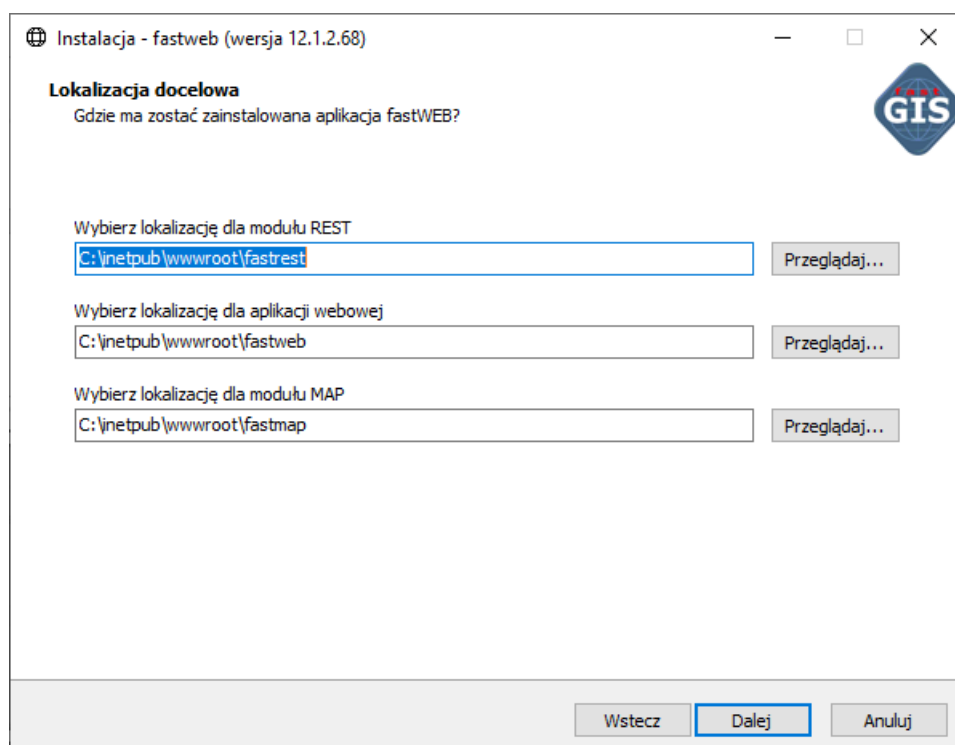 Instalacja - fastweb (wersja 12.1.2.68)
Lokalizacja docelowa
Gdzie ma zostać zainstalowana aplikacja fastWEB?
GIS
Wybierz lokalizację dla modułu REST
C:\inetpub\wwwroot\fastrest
Przeglądaj...
Wybierz lokalizację dla aplikacji webowej
C:\inetpub\wwwroot\fastweb
Przeglądaj...
Wybierz lokalizację dla modułu MAP
C:\inetpub\wwwroot\fastmap
Przeglądaj...
Wstecz
Dalej
Anuluj